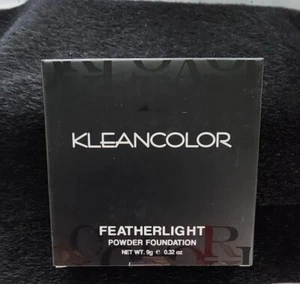 KLEANCOLOR
FEATHERLIGHT
POWDER FOUNDATION
NET WT. 9g ℮ 0.32 oz